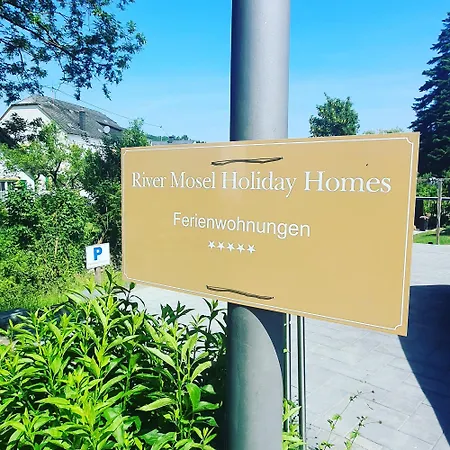 River Mosel Holiday Homes
Ferienwohnungen
★★★★★
P